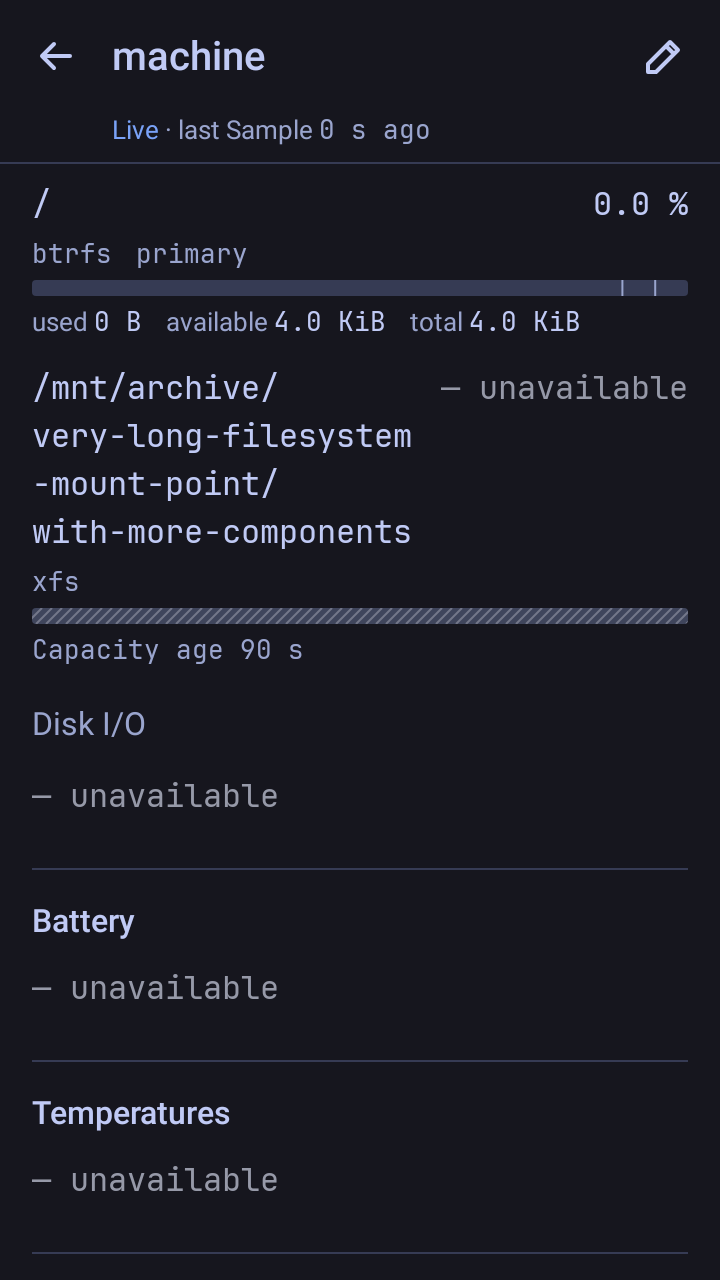 machine
Live · last Sample 0 s ago
/ 0.0 %
btrfs primary
used 0 B available 4.0 KiB total 4.0 KiB
/mnt/archive/ — unavailable
very-long-filesystem
-mount-point/
with-more-components
xfs
Capacity age 90 s
Disk I/O
— unavailable
Battery
— unavailable
Temperatures
— unavailable